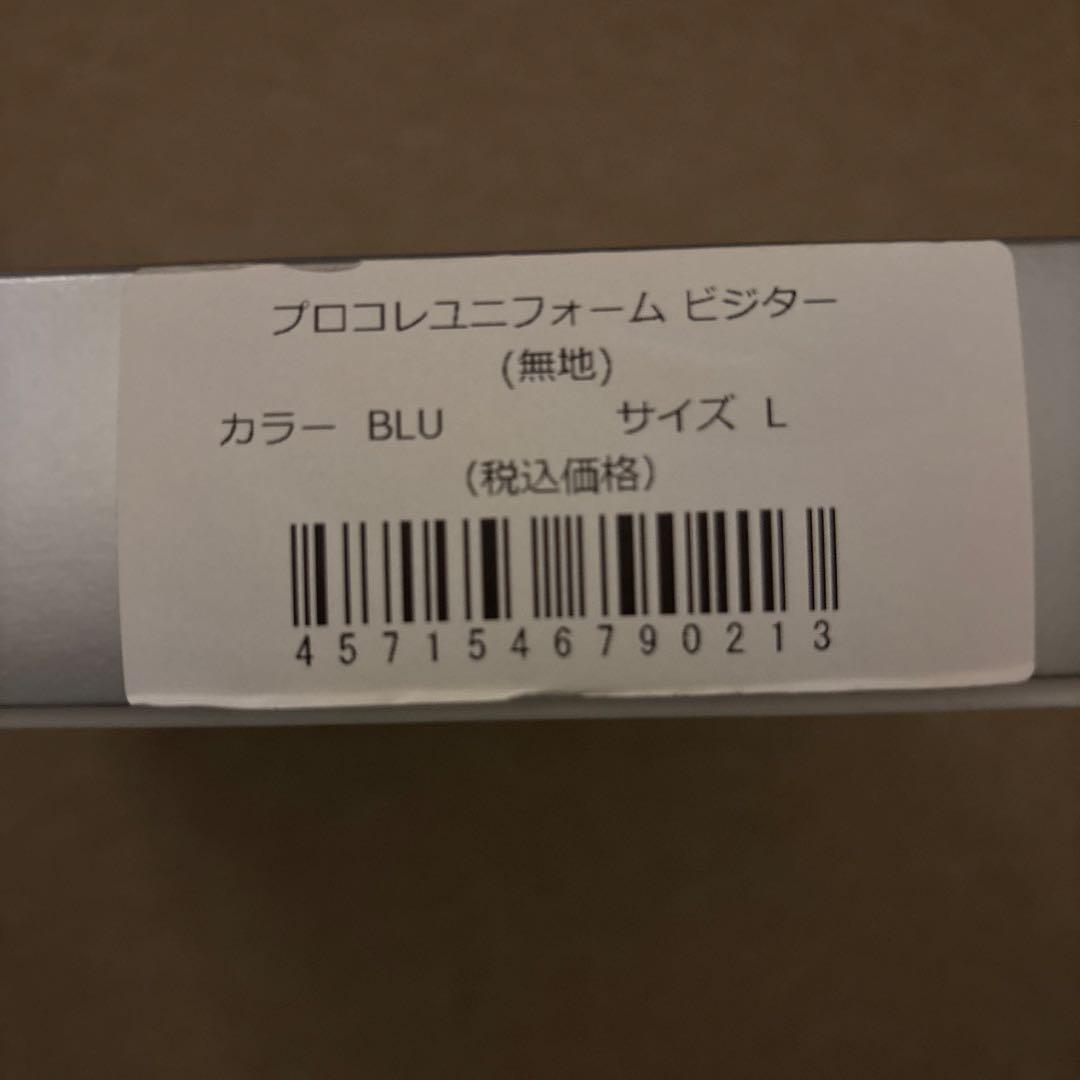 プロコレユニフォーム ビジター
(無地)
カラー BLU サイズ L
(税込価格)
4571546790213